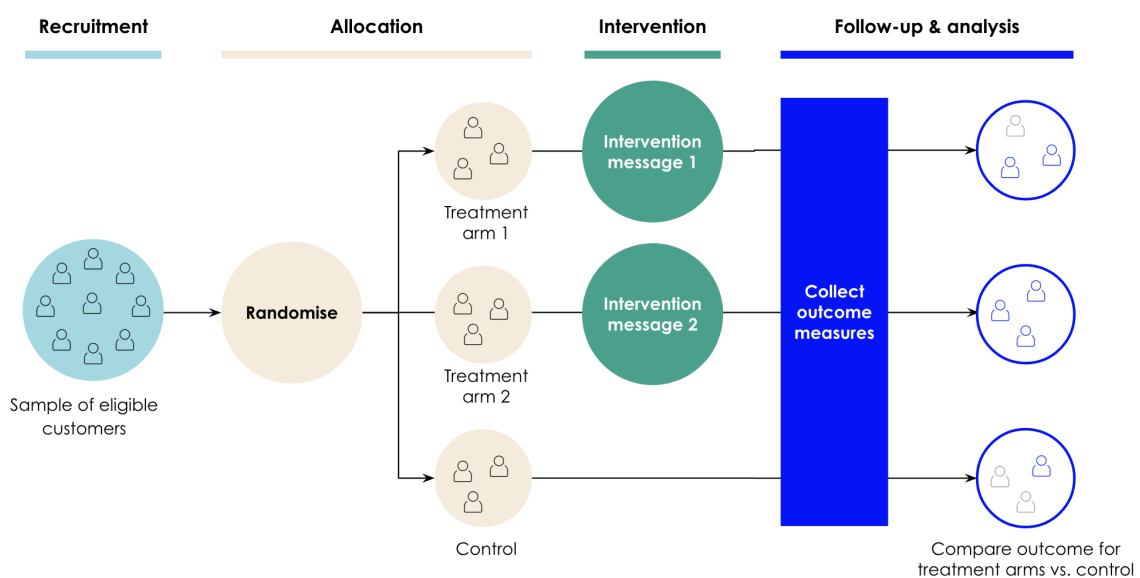 Recruitment
Allocation
Intervention
Follow-up & analysis
Intervention
message 1
Treatment
arm 1
Randomise
Intervention
message 2
Collect
outcome
measures
Treatment
arm 2
Sample of eligible
customers
Control
Compare outcome for
treatment arms vs. control